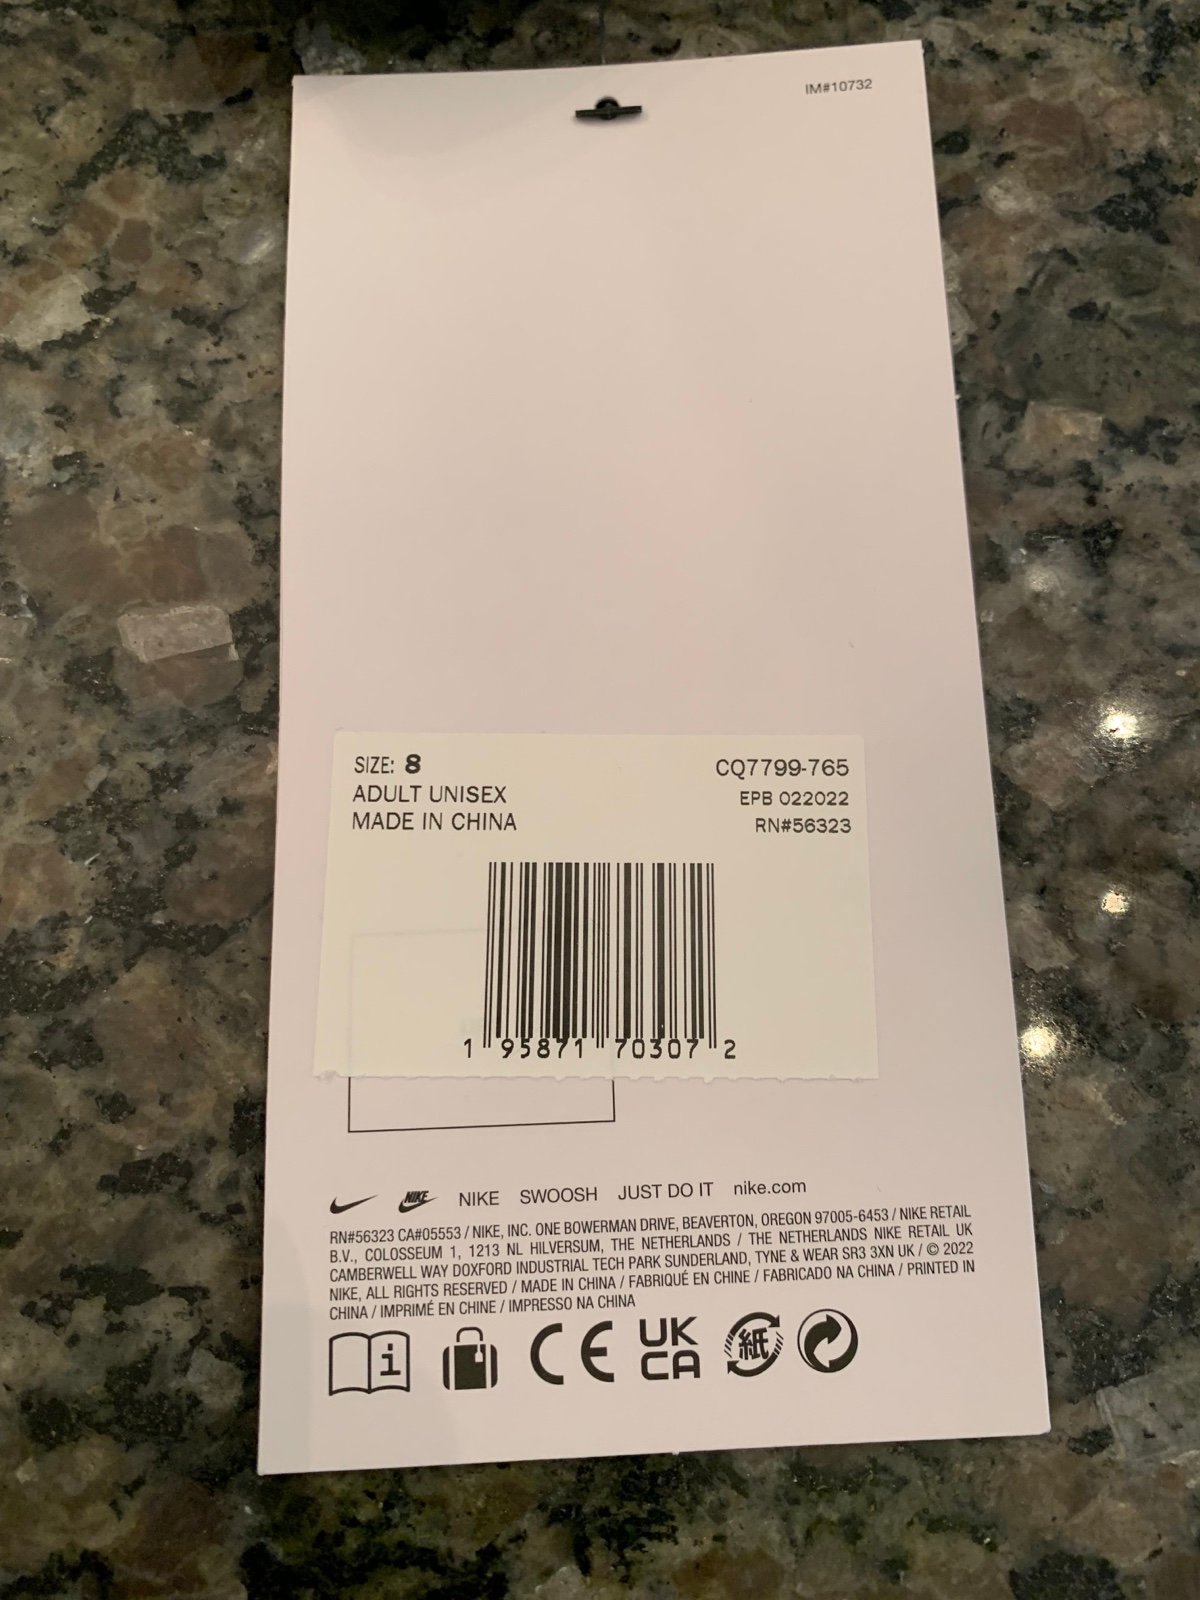 IM#10732
SIZE: 8
CQ7799-765
ADULT UNISEX
EPB 022022
MADE IN CHINA
RN#56323
1 95871 70307 2
NIKE NIKE SWOOSH JUST DO IT nike.com
RN#56323 CA#05553 / NIKE, INC. ONE BOWERMAN DRIVE, BEAVERTON, OREGON 97005-6453 / NIKE RETAIL
B.V., COLOSSEUM 1, 1213 NL HILVERSUM, THE NETHERLANDS / THE NETHERLANDS NIKE RETAIL UK
CAMBERWELL WAY DOXFORD INDUSTRIAL TECH PARK SUNDERLAND, TYNE & WEAR SR3 3XN UK / © 2022
NIKE, ALL RIGHTS RESERVED / MADE IN CHINA / FABRIQUÉ EN CHINE / FABRICADO NA CHINA / PRINTED IN
CHINA / IMPRIMÉ EN CHINE / IMPRESSO NA CHINA
i CE UK CA 紙